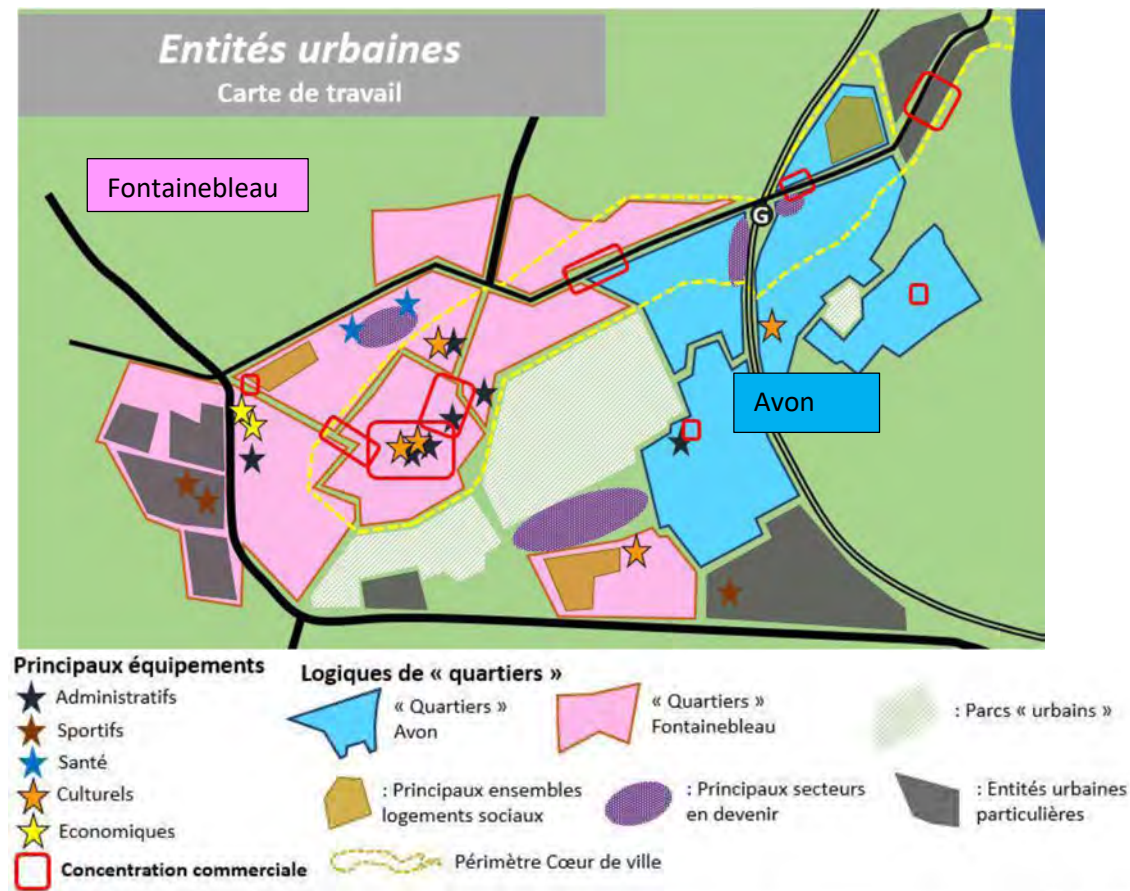 Entités urbaines
Carte de travail
Fontainebleau
G
Avon
Principaux équipements
Administratifs
Sportifs
Santé
Culturels
Economiques
Concentration commerciale
Logiques de « quartiers »
« Quartiers »
Avon
« Quartiers »
Fontainebleau
: Parcs « urbains »
: Principaux ensembles
logements sociaux
: Principaux secteurs
en devenir
: Entités urbaines
particulières
Périmètre Cœur de ville